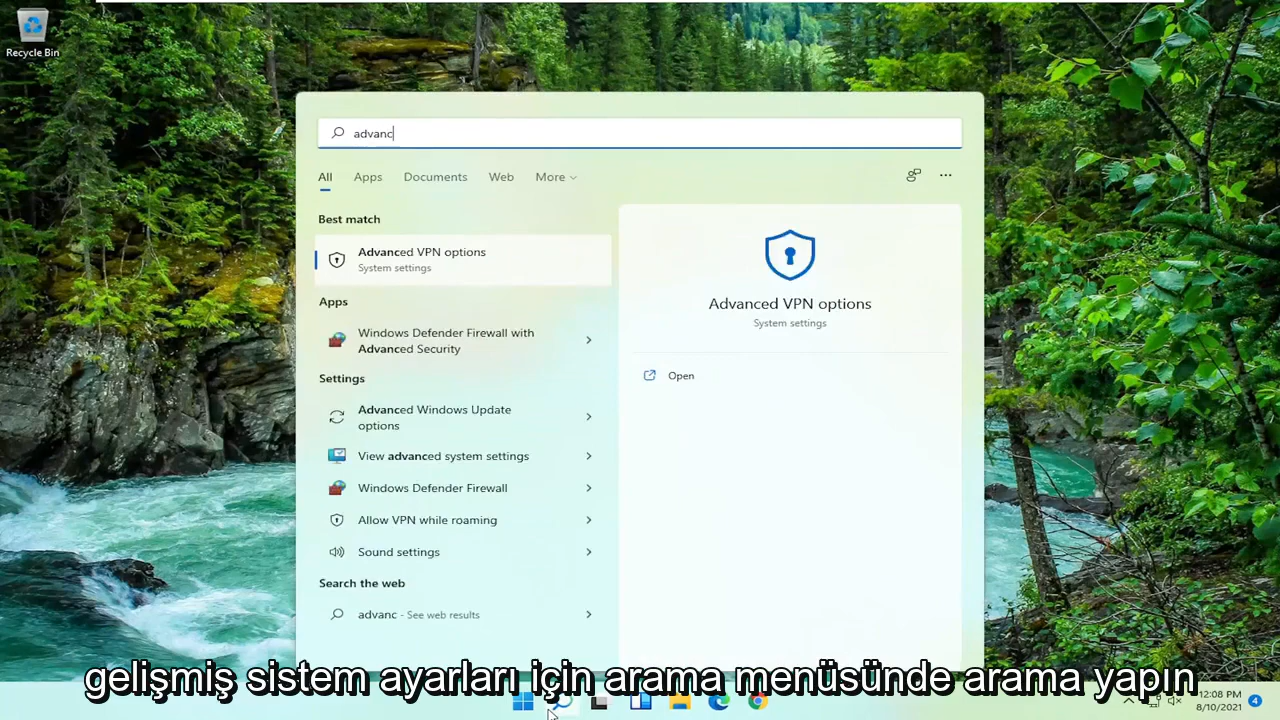 Recycle Bin
advanc
All Apps Documents Web More
Best match
Advanced VPN options
System settings
Apps
Windows Defender Firewall with
Advanced Security
Settings
Advanced Windows Update
options
View advanced system settings
Windows Defender Firewall
Allow VPN while roaming
Sound settings
Search the web
advanc - See web results
Advanced VPN options
System settings
Open
gelişmiş sistem ayarları için arama menüsünde arama yapın
12:08 PM
8/10/2021
4